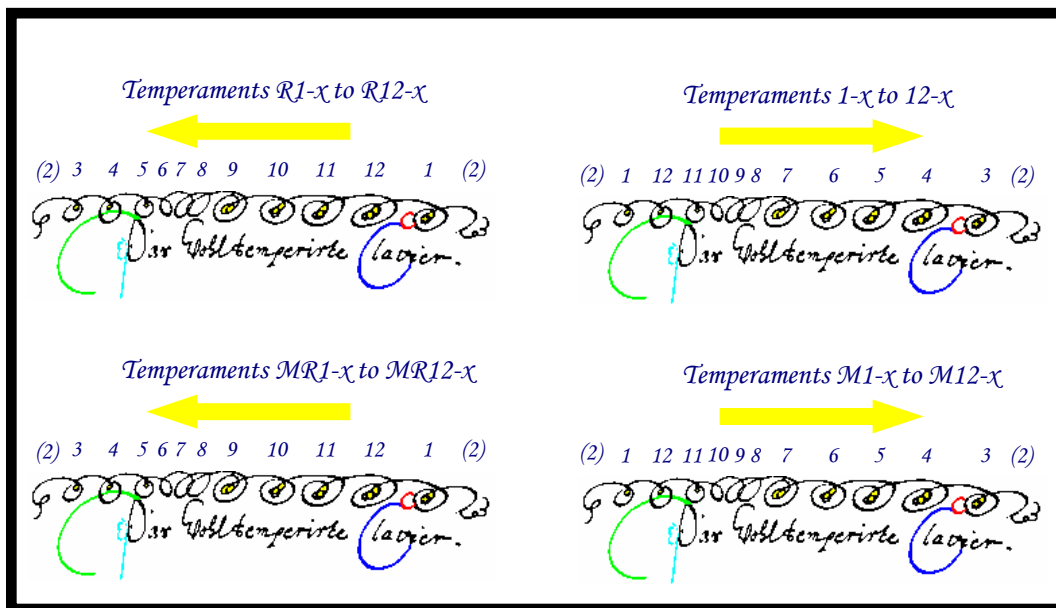 Temperaments R1-x to R12-x
(2) 3 4 5 6 7 8 9 10 11 12 1 (2)
Das Wohltemperirte Clavier.
Temperaments 1-x to 12-x
(2) 1 12 11 10 9 8 7 6 5 4 3 (2)
Das Wohltemperirte Clavier.
Temperaments MR1-x to MR12-x
(2) 3 4 5 6 7 8 9 10 11 12 1 (2)
Das Wohltemperirte Clavier.
Temperaments M1-x to M12-x
(2) 1 12 11 10 9 8 7 6 5 4 3 (2)
Das Wohltemperirte Clavier.